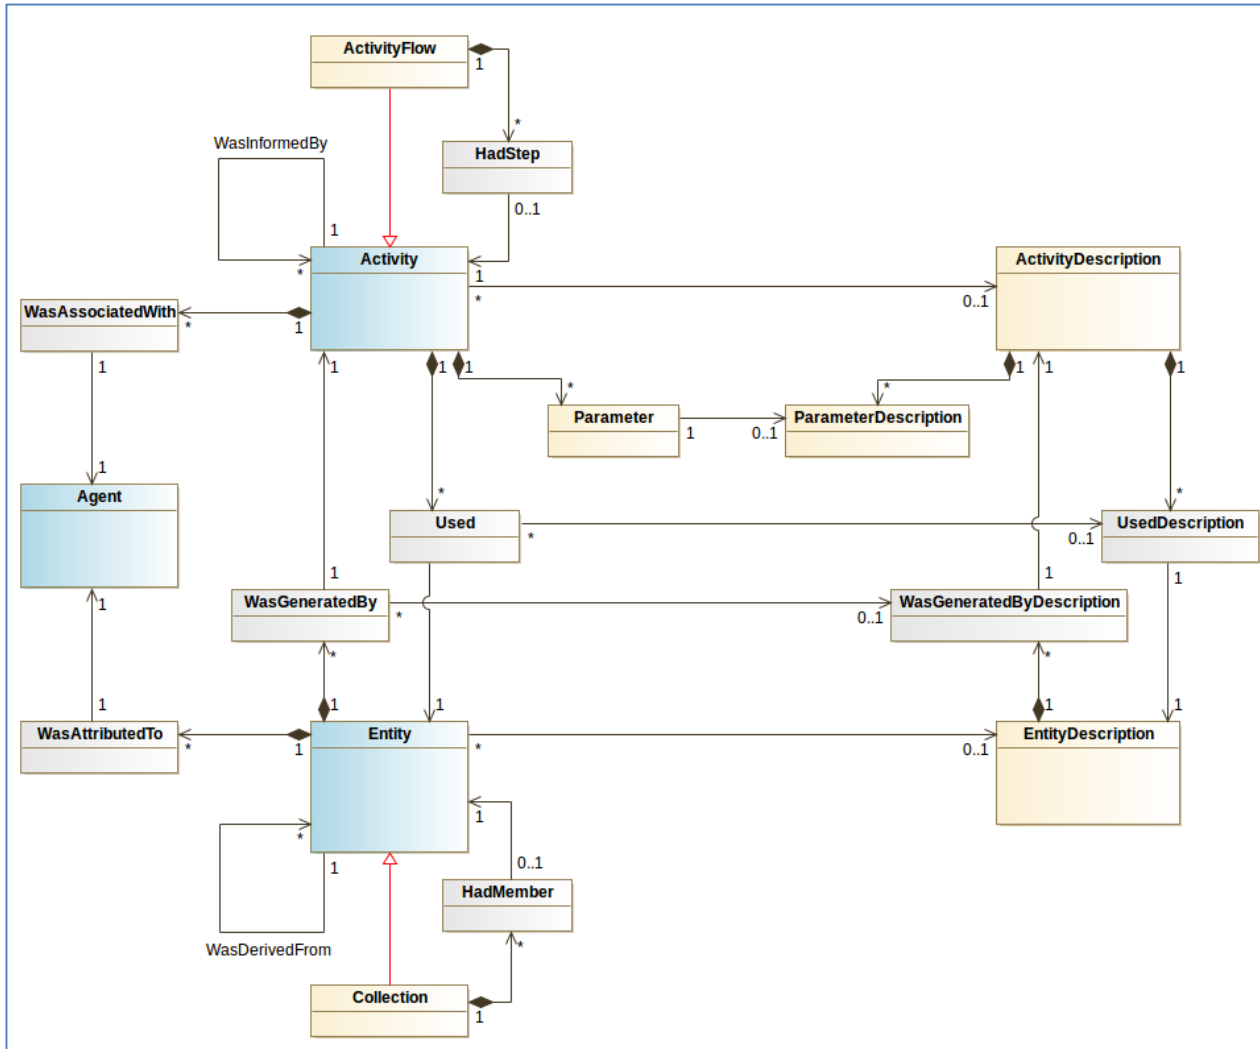 ActivityFlow
1
*
WasInformedBy
HadStep
0..1
1
*
Activity
1
*
ActivityDescription
0..1
WasAssociatedWith
*
1
1
1
1
1
1
1
1
*
*
Parameter
1
0..1
ParameterDescription
1
Agent
*
*
Used
*
0..1
UsedDescription
1
1
1
1
WasGeneratedBy
*
0..1
WasGeneratedByDescription
*
*
1
1
1
1
1
WasAttributedTo
*
1
Entity
*
0..1
EntityDescription
1
*
1
0..1
HadMember
WasDerivedFrom
*
Collection
1